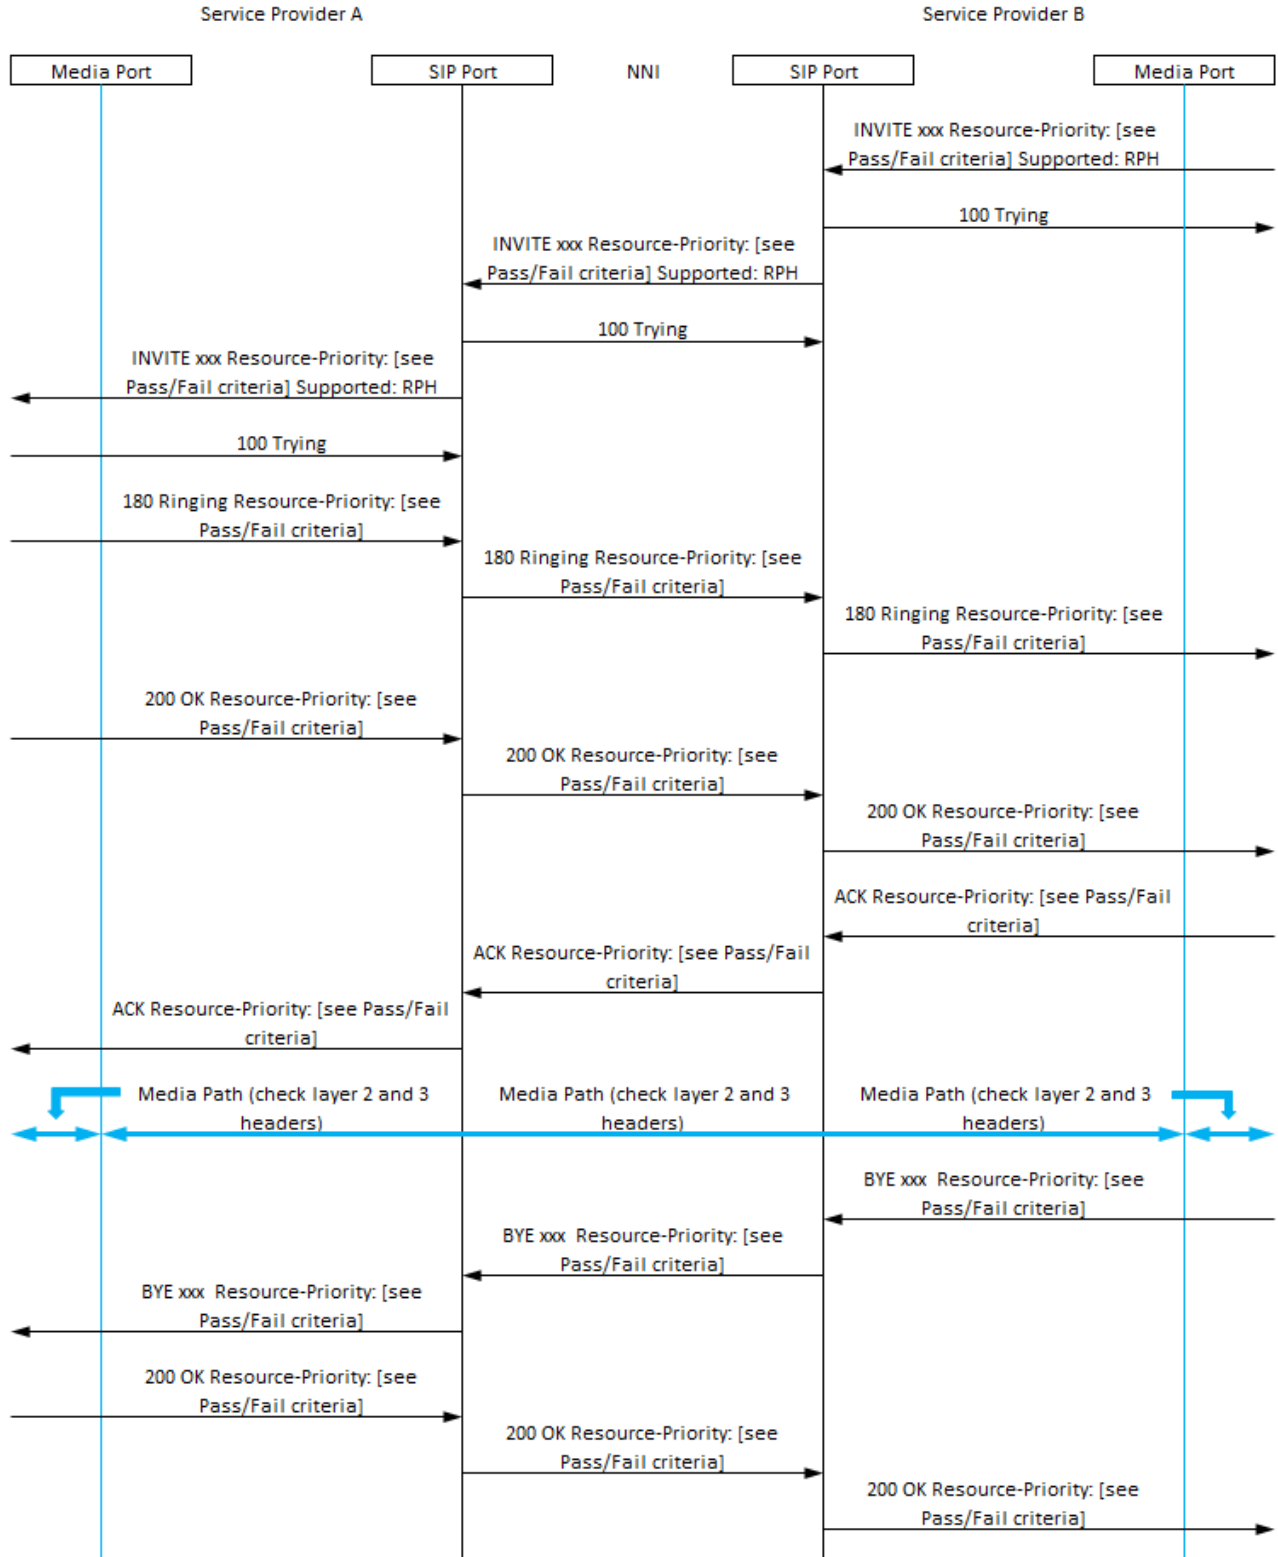 Service Provider A
Service Provider B
Media Port
SIP Port
NNI
SIP Port
Media Port
INVITE xxx Resource-Priority: [see
Pass/Fail criteria] Supported: RPH
100 Trying
INVITE xxx Resource-Priority: [see
Pass/Fail criteria] Supported: RPH
100 Trying
INVITE xxx Resource-Priority: [see
Pass/Fail criteria] Supported: RPH
100 Trying
180 Ringing Resource-Priority: [see
Pass/Fail criteria]
180 Ringing Resource-Priority: [see
Pass/Fail criteria]
180 Ringing Resource-Priority: [see
Pass/Fail criteria]
200 OK Resource-Priority: [see
Pass/Fail criteria]
200 OK Resource-Priority: [see
Pass/Fail criteria]
200 OK Resource-Priority: [see
Pass/Fail criteria]
ACK Resource-Priority: [see Pass/Fail
criteria]
ACK Resource-Priority: [see Pass/Fail
criteria]
ACK Resource-Priority: [see Pass/Fail
criteria]
Media Path (check layer 2 and 3
headers)
Media Path (check layer 2 and 3
headers)
Media Path (check layer 2 and 3
headers)
BYE xxx  Resource-Priority: [see
Pass/Fail criteria]
BYE xxx  Resource-Priority: [see
Pass/Fail criteria]
BYE xxx  Resource-Priority: [see
Pass/Fail criteria]
200 OK Resource-Priority: [see
Pass/Fail criteria]
200 OK Resource-Priority: [see
Pass/Fail criteria]
200 OK Resource-Priority: [see
Pass/Fail criteria]